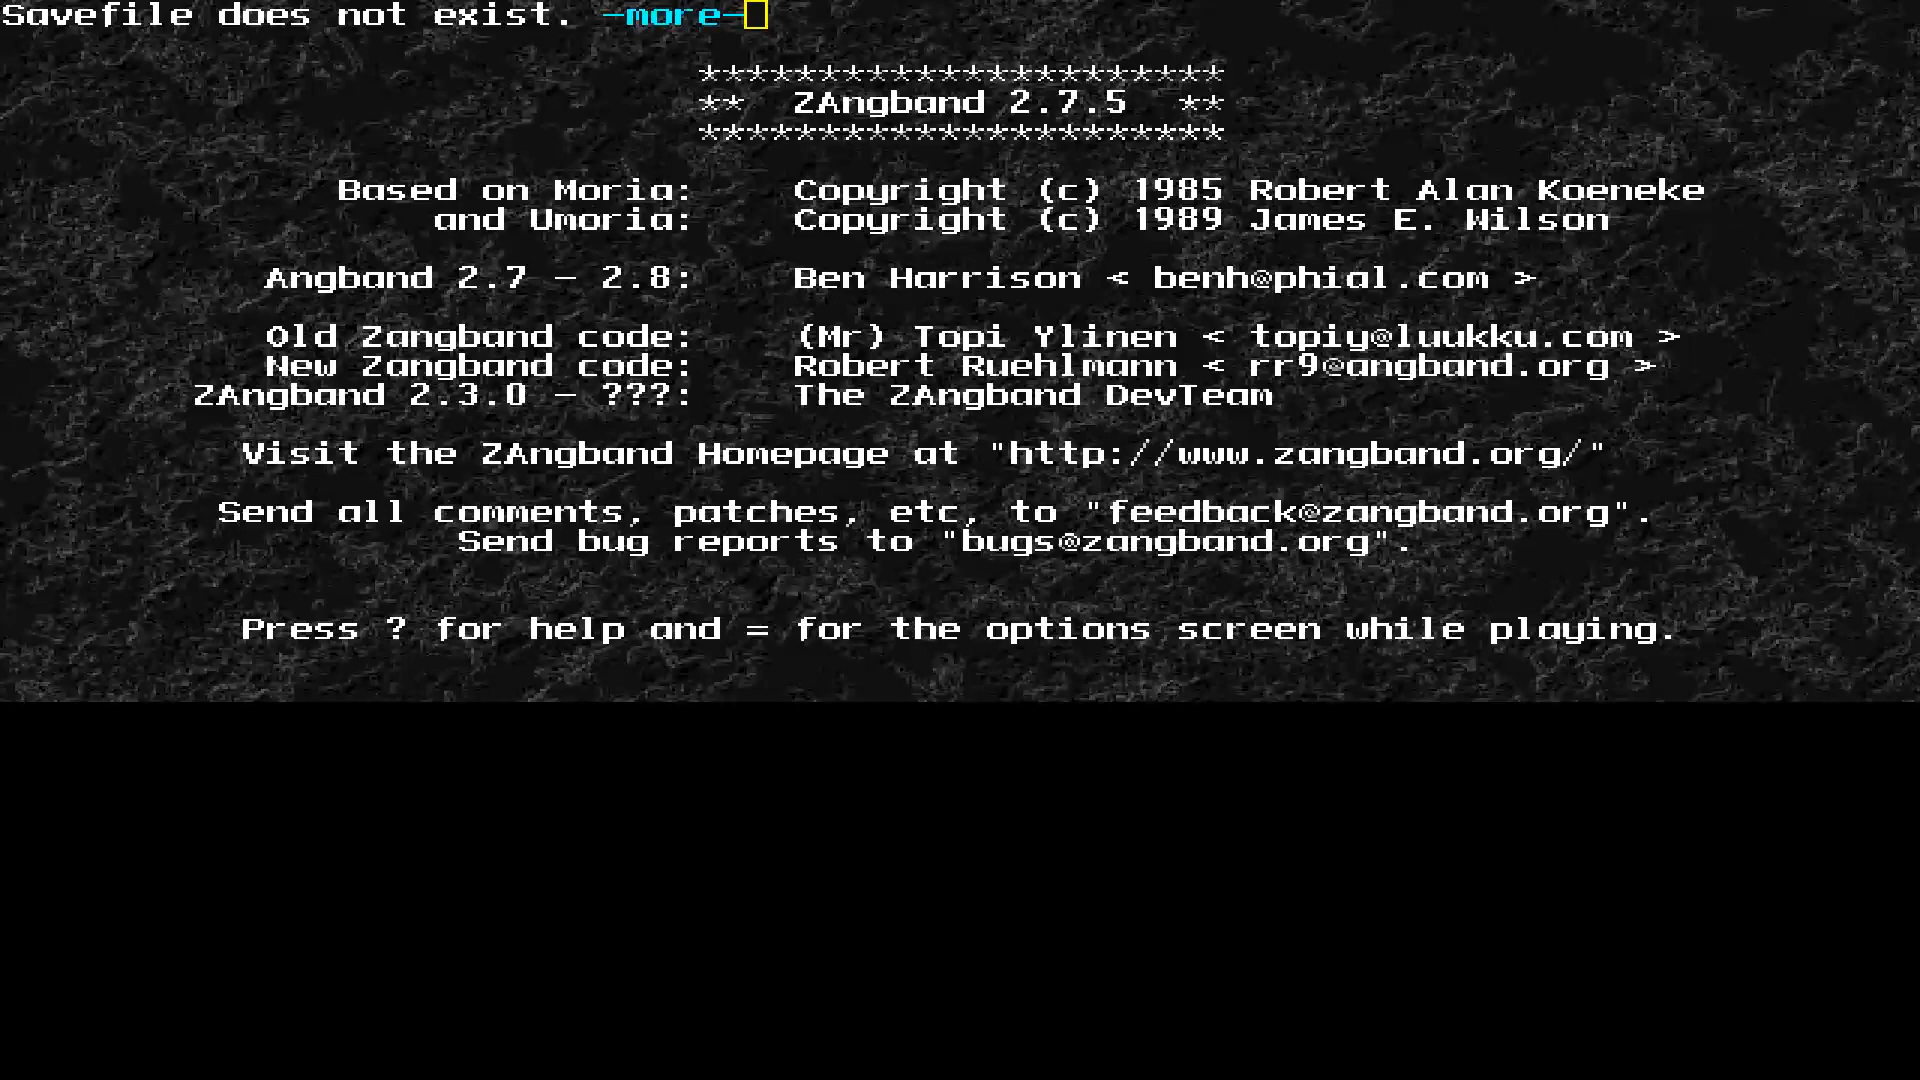 Savefile does not exist. -more-
**********************
** ZAngband 2.7.5 **
**********************
Based on Moria: Copyright (c) 1985 Robert Alan Koeneke
and Umoria: Copyright (c) 1989 James E. Wilson
Angband 2.7 - 2.8: Ben Harrison < benh@phial.com >
Old Zangband code: (Mr) Topi Ylinen < topiy@luukku.com >
New Zangband code: Robert Ruehlmann < rr9@angband.org >
ZAngband 2.3.0 - ???: The ZAngband DevTeam
Visit the ZAngband Homepage at "http://www.zangband.org/"
Send all comments, patches, etc, to "feedback@zangband.org".
Send bug reports to "bugs@zangband.org".
Press ? for help and = for the options screen while playing.